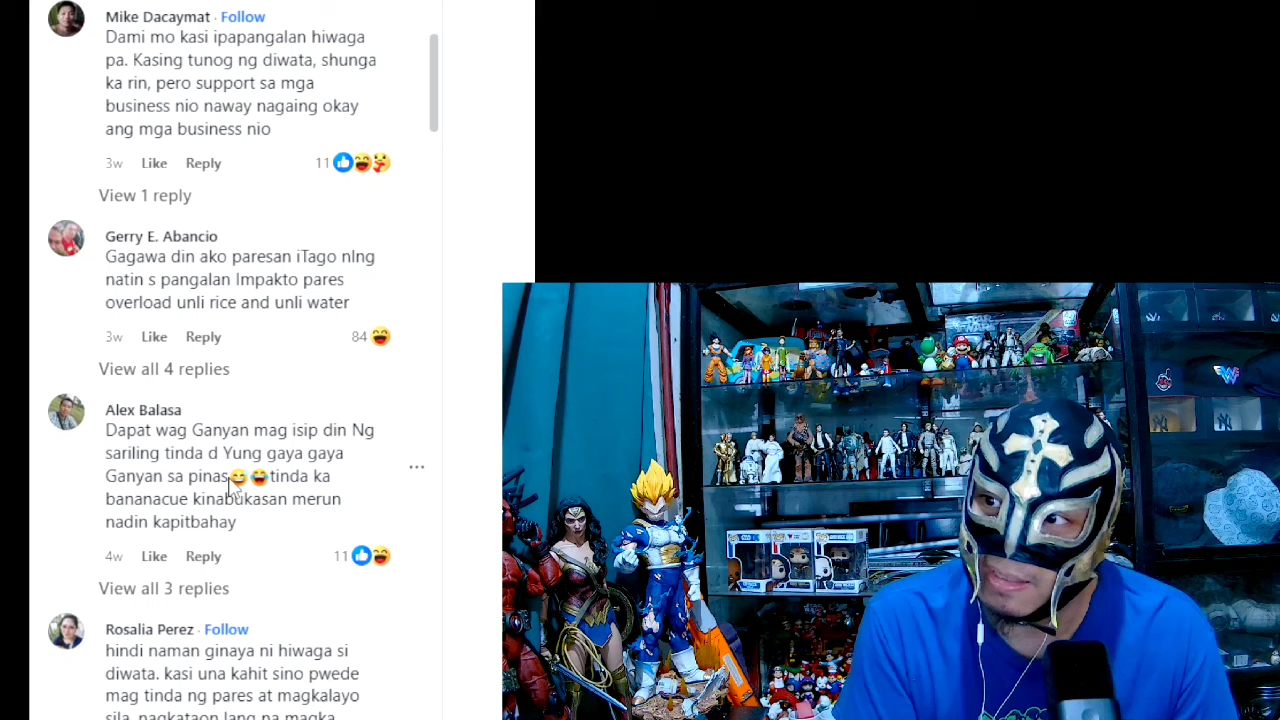 Mike Dacaymat · Follow
Dami mo kasi ipapangalan hiwaga
pa. Kasing tunog ng diwata, shunga
ka rin, pero support sa mga
business nio naway nagaing okay
ang mga business nio
3w Like Reply 11
View 1 reply
Gerry E. Abancio
Gagawa din ako paresan iTago nlng
natin s pangalan Impakto pares
overload unli rice and unli water
3w Like Reply 84
View all 4 replies
Alex Balasa
Dapat wag Ganyan mag isip din Ng
sariling tinda d Yung gaya gaya
Ganyan sa pinas😅😂tinda ka
bananacue kinabukasan merun
nadin kapitbahay
4w Like Reply 11
View all 3 replies
Rosalia Perez · Follow
hindi naman ginaya ni hiwaga si
diwata. kasi una kahit sino pwede
mag tinda ng pares at magkalayo
sila, nagkataon lang na magka